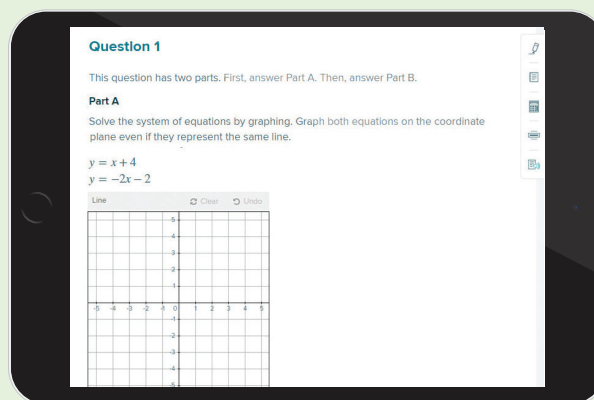 Question 1
This question has two parts. First, answer Part A. Then, answer Part B.
Part A
Solve the system of equations by graphing. Graph both equations on the coordinate
plane even if they represent the same line.
y = x + 4
y = −2x − 2
Line Clear Undo
5
4
3
2
1
-5 -4 -3 -2 -1 0 1 2 3 4 5
-1
-2
-3
-4
-5